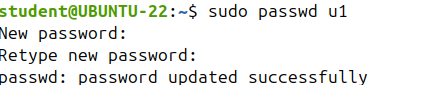 student@UBUNTU-22:~$ sudo passwd u1
New password:
Retype new password:
passwd: password updated successfully